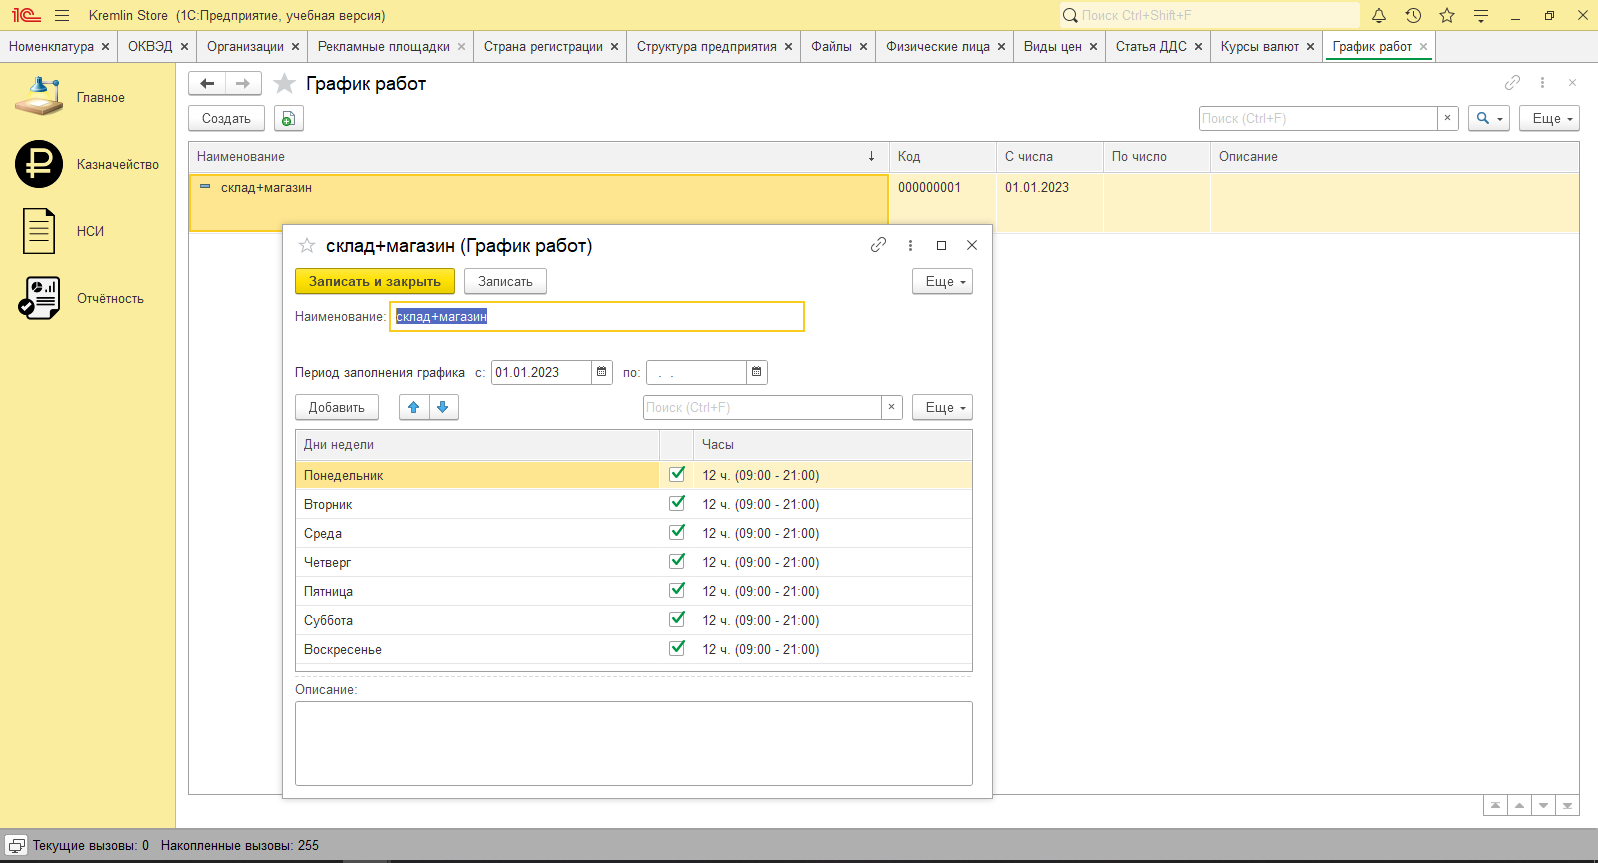 1С Kremlin Store (1С:Предприятие, учебная версия) Поиск Ctrl+Shift+F
Номенклатура ОКВЭД Организации Рекламные площадки Страна регистрации Структура предприятия Файлы Физические лица Виды цен Статья ДДС Курсы валют График работ
Главное
Казначейство
НСИ
Отчётность
График работ
Создать Поиск (Ctrl+F) Еще
Наименование Код С числа По число Описание
склад+магазин 000000001 01.01.2023
склад+магазин (График работ)
Записать и закрыть Записать Еще
Наименование: склад+магазин
Период заполнения графика с: 01.01.2023 по: . .
Добавить Поиск (Ctrl+F) Еще
Дни недели Часы
Понедельник 12 ч. (09:00 - 21:00)
Вторник 12 ч. (09:00 - 21:00)
Среда 12 ч. (09:00 - 21:00)
Четверг 12 ч. (09:00 - 21:00)
Пятница 12 ч. (09:00 - 21:00)
Суббота 12 ч. (09:00 - 21:00)
Воскресенье 12 ч. (09:00 - 21:00)
Описание:
Текущие вызовы: 0 Накопленные вызовы: 255